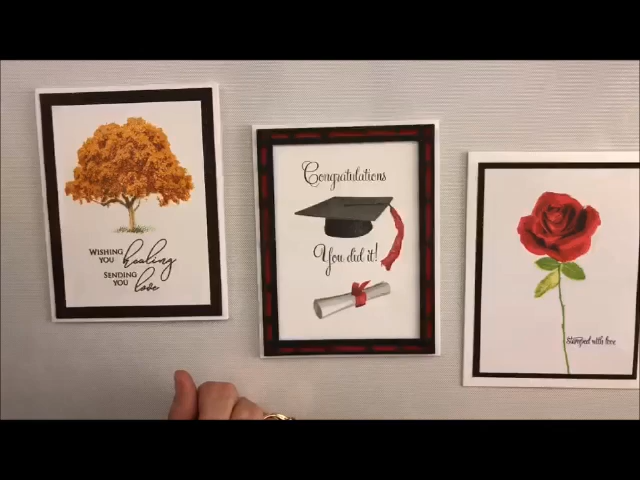 WISHING
YOU healing
SENDING
YOU love
Congratulations
You did it!
Stamped with love